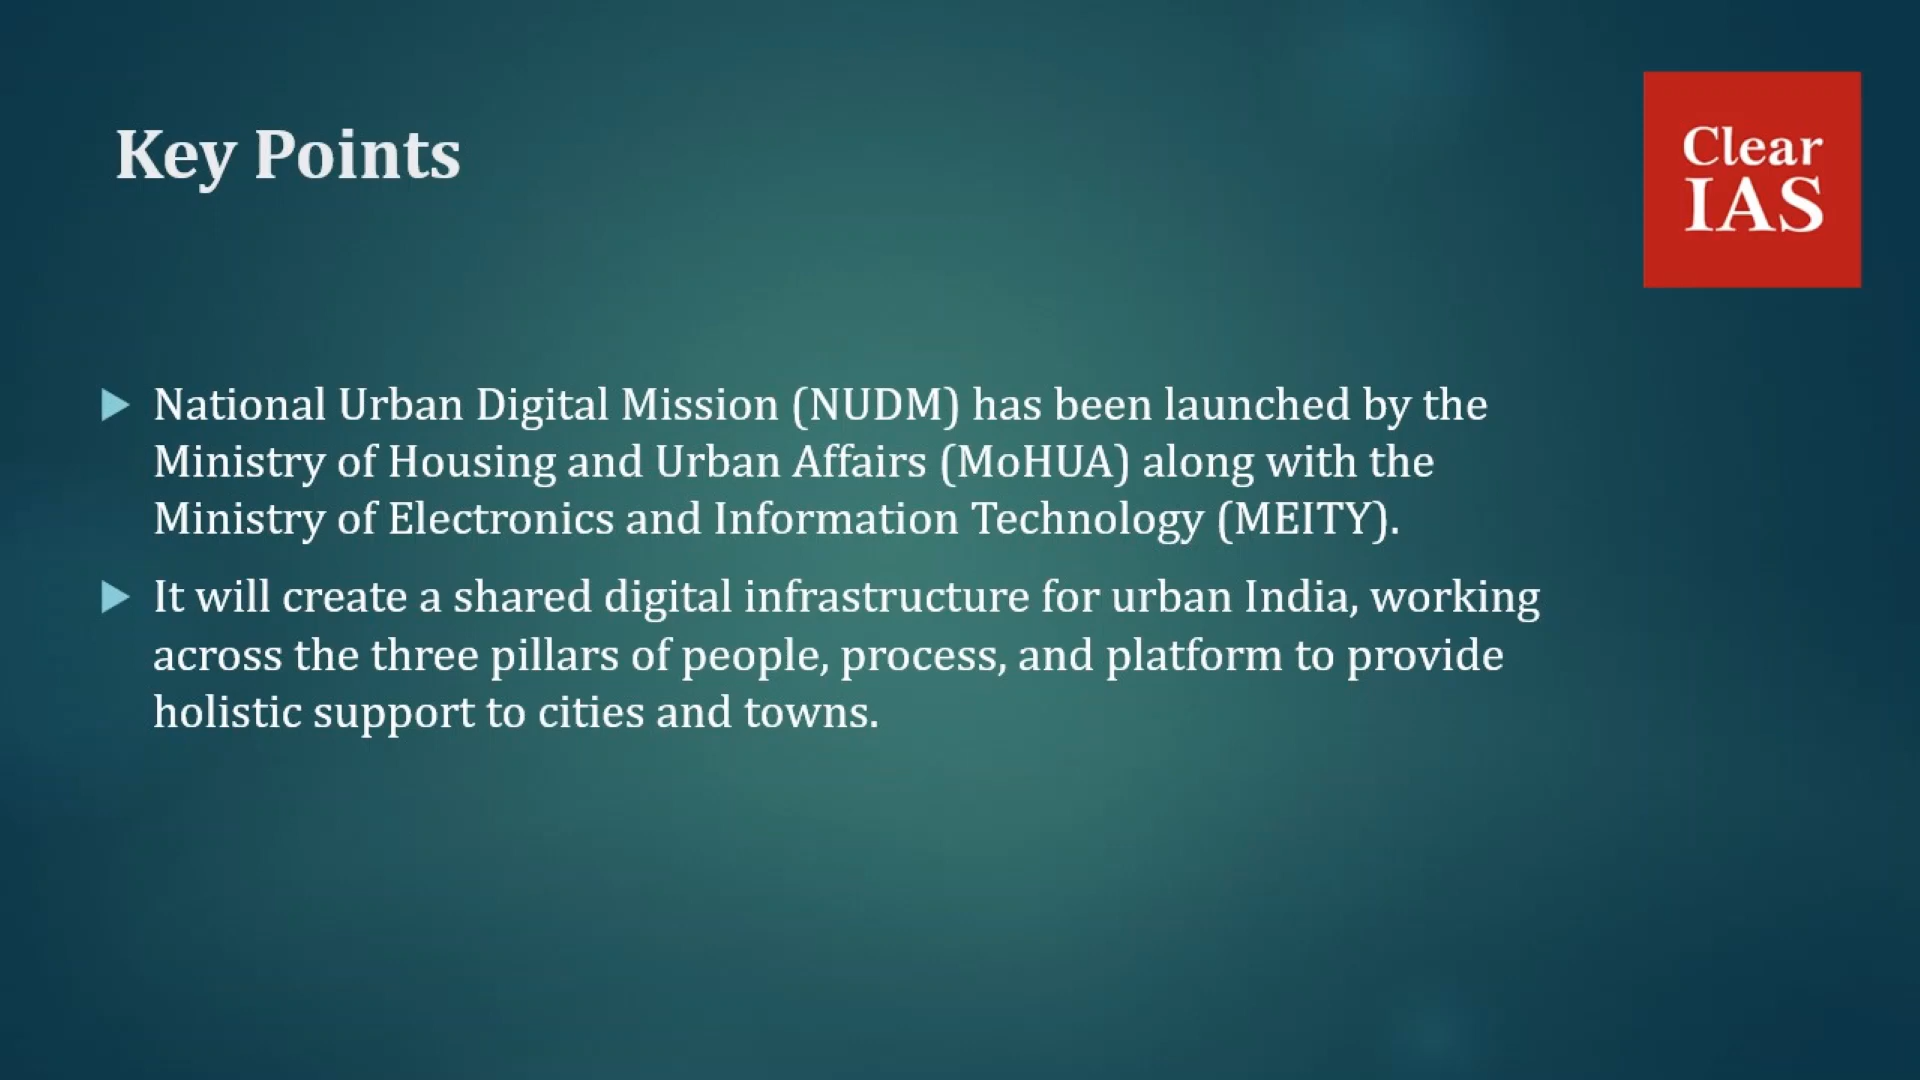 Key Points
Clear
IAS
National Urban Digital Mission (NUDM) has been launched by the
Ministry of Housing and Urban Affairs (MoHUA) along with the
Ministry of Electronics and Information Technology (MEITY).
It will create a shared digital infrastructure for urban India, working
across the three pillars of people, process, and platform to provide
holistic support to cities and towns.